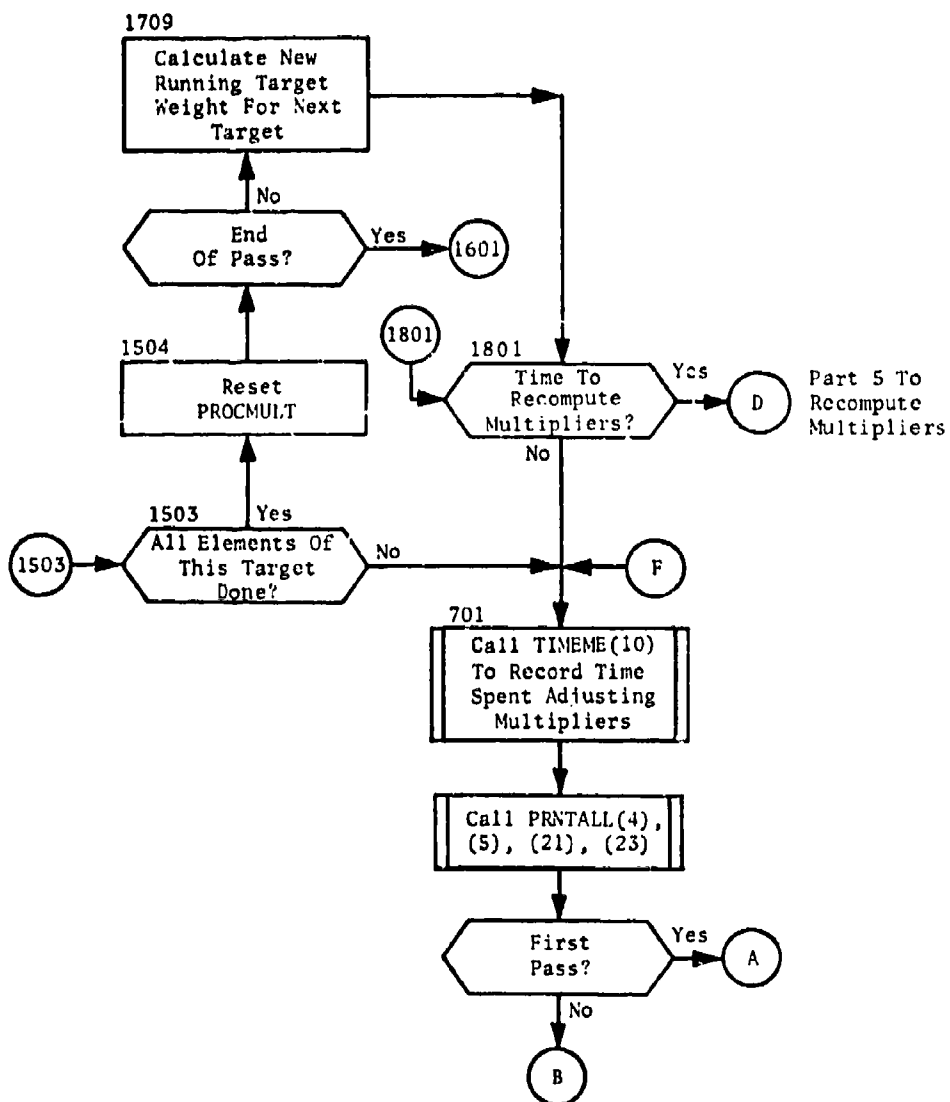 1709
Calculate New
Running Target
Weight For Next
Target
No
End
Of Pass?
Yes
1601
1504
Reset
PROCMULT
1801
1801
Time To
Recompute
Multipliers?
Yes
D
Part 5 To
Recompute
Multipliers
No
1503
Yes
1503
All Elements Of
This Target
Done?
No
F
701
Call TIMEME(10)
To Record Time
Spent Adjusting
Multipliers
Call PRNTALL(4),
(5), (21), (23)
First
Pass?
Yes
A
No
B